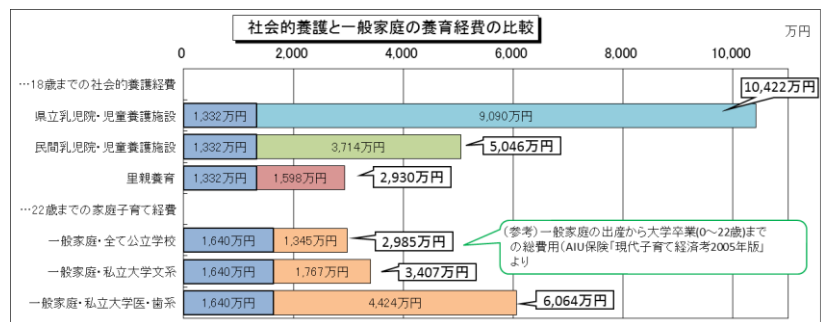 社会的養護と一般家庭の養育経費の比較
万円
0 2,000 4,000 6,000 8,000 10,000
…18歳までの社会的養護経費
10,422万円
県立乳児院・児童養護施設 1,332万円 9,090万円
民間乳児院・児童養護施設 1,332万円 3,714万円 5,046万円
里親養育 1,332万円 1,598万円 2,930万円
…22歳までの家庭子育て経費
一般家庭・全て公立学校 1,640万円 1,345万円 2,985万円
(参考)一般家庭の出産から大学卒業(0～22歳)まで
の総費用(AIU保険「現代子育て経済考2005年版」
より
一般家庭・私立大学文系 1,640万円 1,767万円 3,407万円
一般家庭・私立大学医・歯系 1,640万円 4,424万円 6,064万円